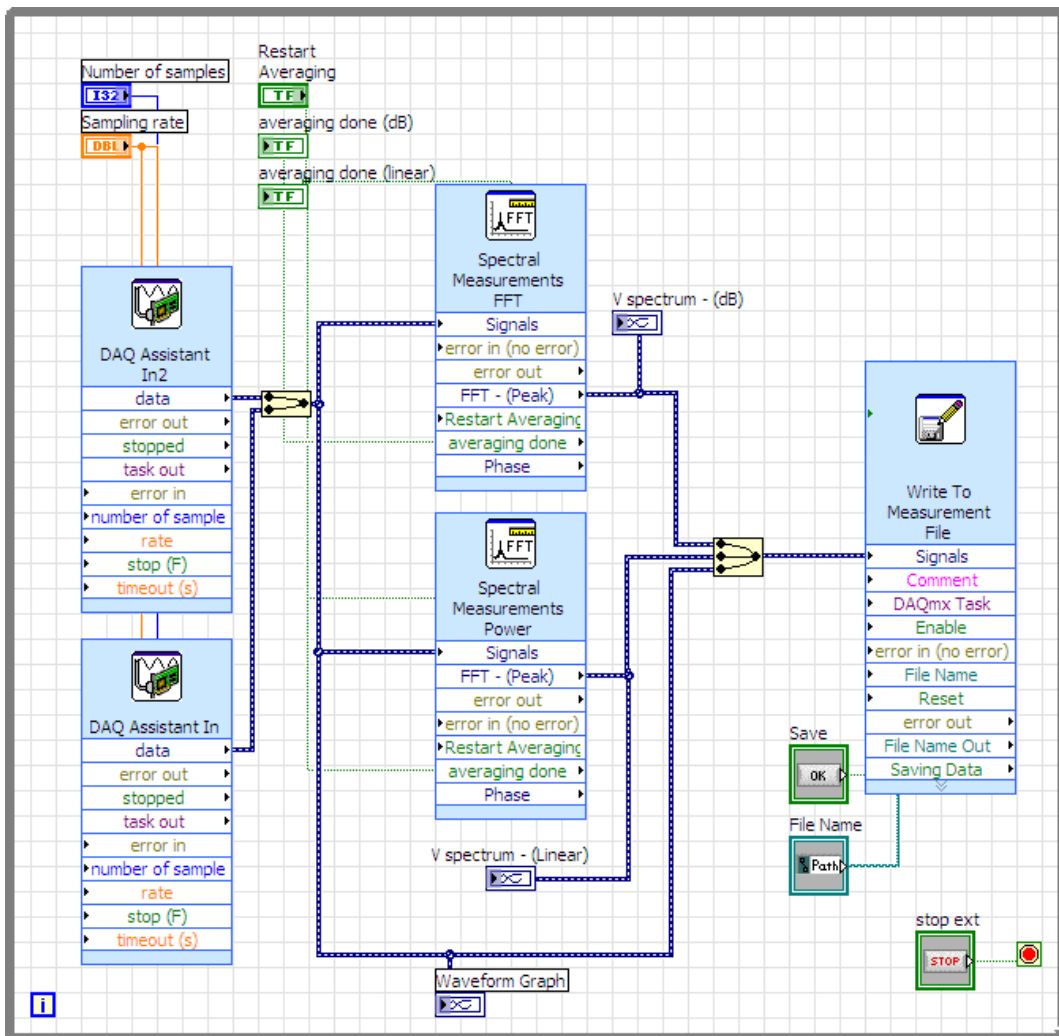 Number of samples
I32
Sampling rate
DBL
Restart
Averaging
TF
averaging done (dB)
TF
averaging done (linear)
TF
DAQ Assistant
In2
data
error out
stopped
task out
error in
number of sample
rate
stop (F)
timeout (s)
DAQ Assistant In
data
error out
stopped
task out
error in
number of sample
rate
stop (F)
timeout (s)
FFT
Spectral
Measurements
FFT
Signals
error in (no error)
error out
FFT - (Peak)
Restart Averaging
averaging done
Phase
FFT
Spectral
Measurements
Power
Signals
FFT - (Peak)
error out
error in (no error)
Restart Averaging
averaging done
Phase
V spectrum - (dB)
V spectrum - (Linear)
Waveform Graph
Write To
Measurement
File
Signals
Comment
DAQmx Task
Enable
error in (no error)
File Name
Reset
error out
File Name Out
Saving Data
Save
OK
File Name
Path
stop ext
STOP
i